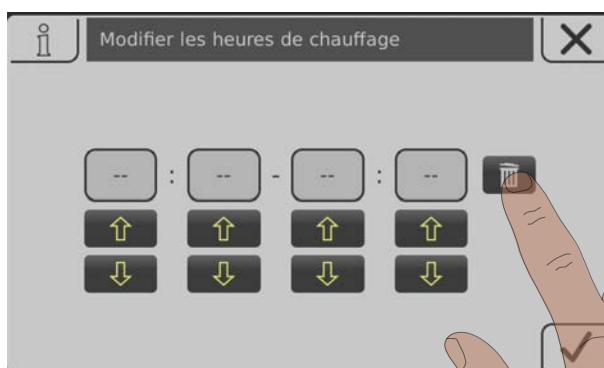 Modifier les heures de chauffage
-- : -- - -- : --